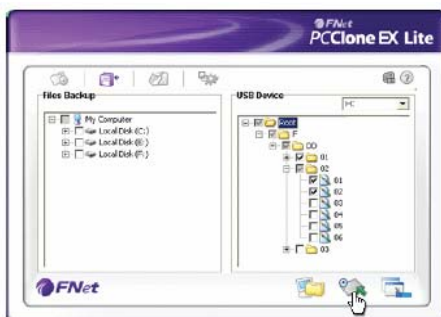 FNet
PCClone EX Lite
Files Backup
My Computer
Local Disk (C:)
Local Disk (E:)
Local Disk (F:)
USB Device
PC
Root
F
DD
01
02
01
02
03
04
05
06
03
FNet